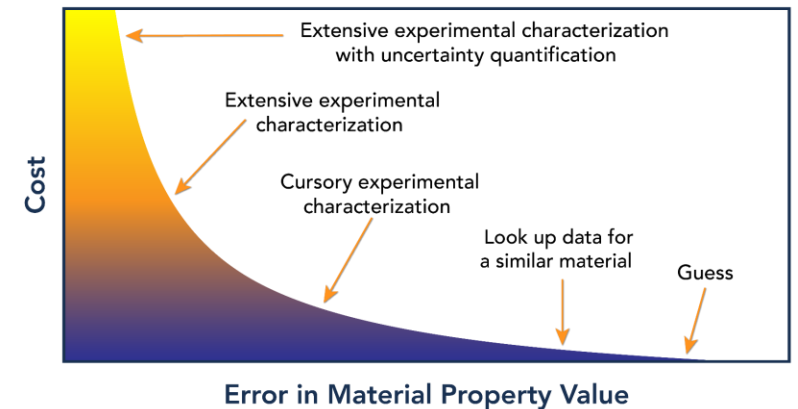 Extensive experimental characterization
with uncertainty quantification
Extensive experimental
characterization
Cursory experimental
characterization
Look up data for
a similar material
Guess
Cost
Error in Material Property Value